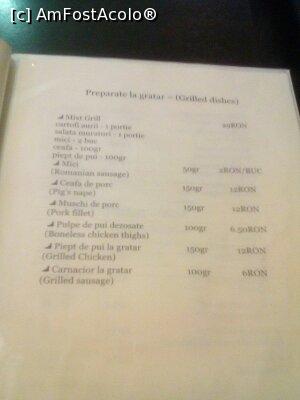 [c] AmFostAcolo®
Preparate la gratar – (Grilled dishes)
Mixt Grill 29RON
cartofi aurii - 1 portie
salata muraturi - 1 portie
mici - 2 buc
ceafa - 100gr
piept de pui - 100gr
Mici 50gr 2RON/BUC
(Romanian sausage)
Ceafa de porc 150gr 12RON
(Pig's nape)
Muschi de porc 150gr 12RON
(Pork fillet)
Pulpe de pui dezosate 100gr 6.50RON
(Boneless chicken thighs)
Piept de pui la gratar 150gr 12RON
(Grilled Chicken)
Carnacior la gratar 100gr 6RON
(Grilled sausage)